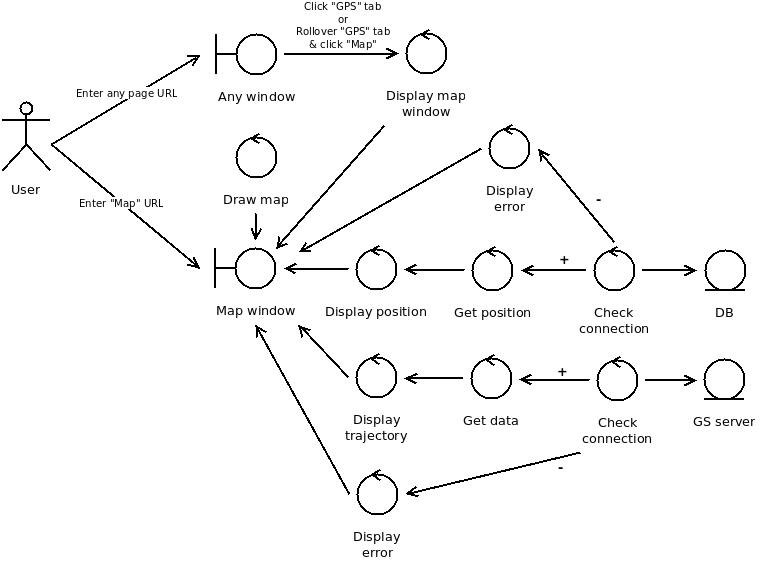 Click "GPS" tab
or
Rollover "GPS" tab
& click "Map"
Enter any page URL
Any window
Display map
window
User
Draw map
Display
error
-
Enter "Map" URL
+
Map window
Display position
Get position
Check
connection
DB
+
Display
trajectory
Get data
Check
connection
GS server
-
Display
error